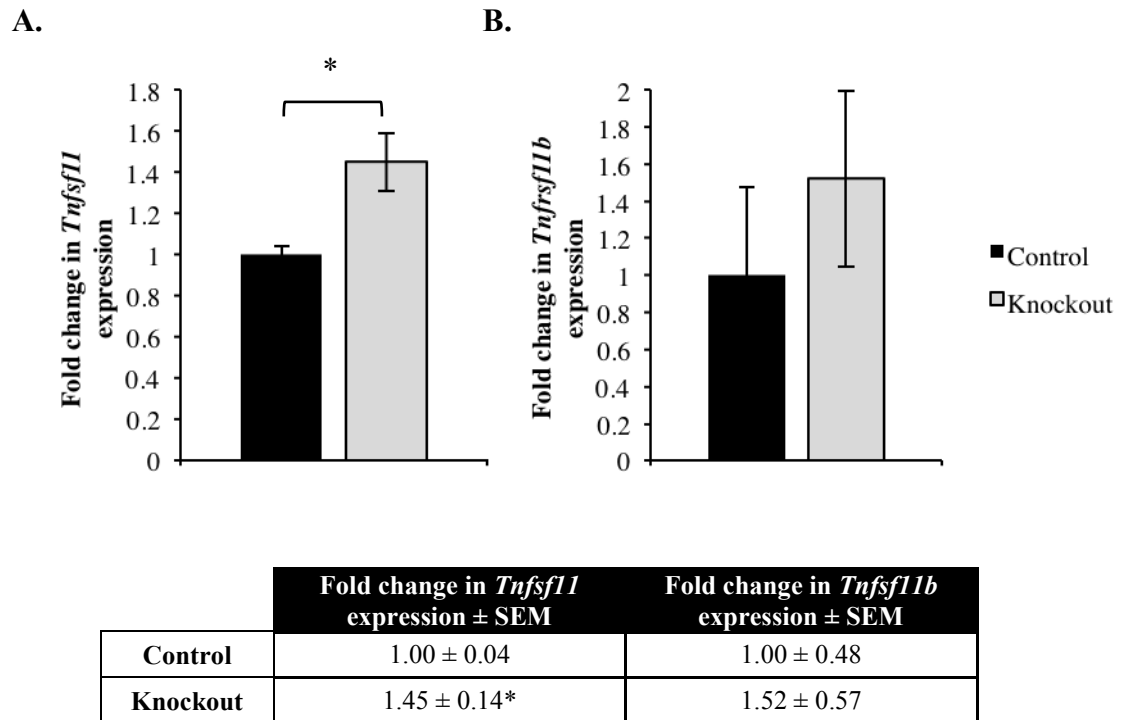 A.
B.
*
Fold change in Tnfsf11
expression
1.8
1.6
1.4
1.2
1
0.8
0.6
0.4
0.2
0
Fold change in Tnfrsf11b
expression
2
1.8
1.6
1.4
1.2
1
0.8
0.6
0.4
0.2
0
Control
Knockout
Fold change in Tnfsf11
expression ± SEM
Fold change in Tnfsf11b
expression ± SEM
Control 1.00 ± 0.04 1.00 ± 0.48
Knockout 1.45 ± 0.14* 1.52 ± 0.57